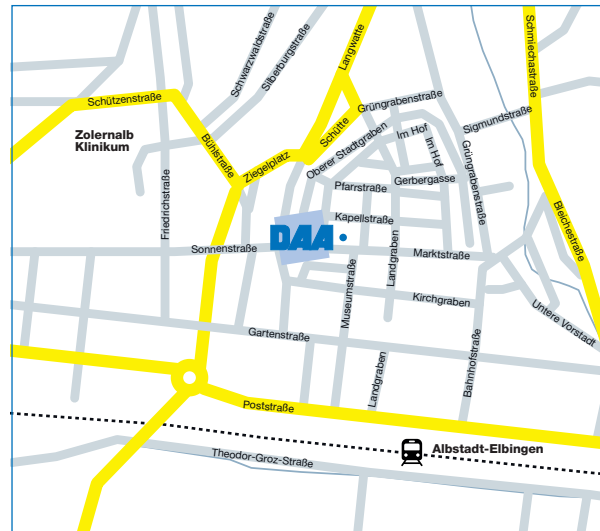 Schwarzwaldstraße
Silberburgstraße
Langwatte
Schmiechastraße
Schützenstraße
Grüngrabenstraße
Sigmundstraße
Zolernalb
Klinikum
Bühlstraße
Schütte
Oberer Stadtgraben
Im Hof
Im Hof
Ziegelplatz
Grüngrabenstraße
Pfarrstraße
Gerbergasse
Friedrichstraße
Kapellstraße
Bleichestraße
DAA
Sonnenstraße
Landgraben
Marktstraße
Museumstraße
Kirchgraben
Untere Vorstadt
Gartenstraße
Bahnhofstraße
Landgraben
Poststraße
Albstadt-Elbingen
Theodor-Groz-Straße